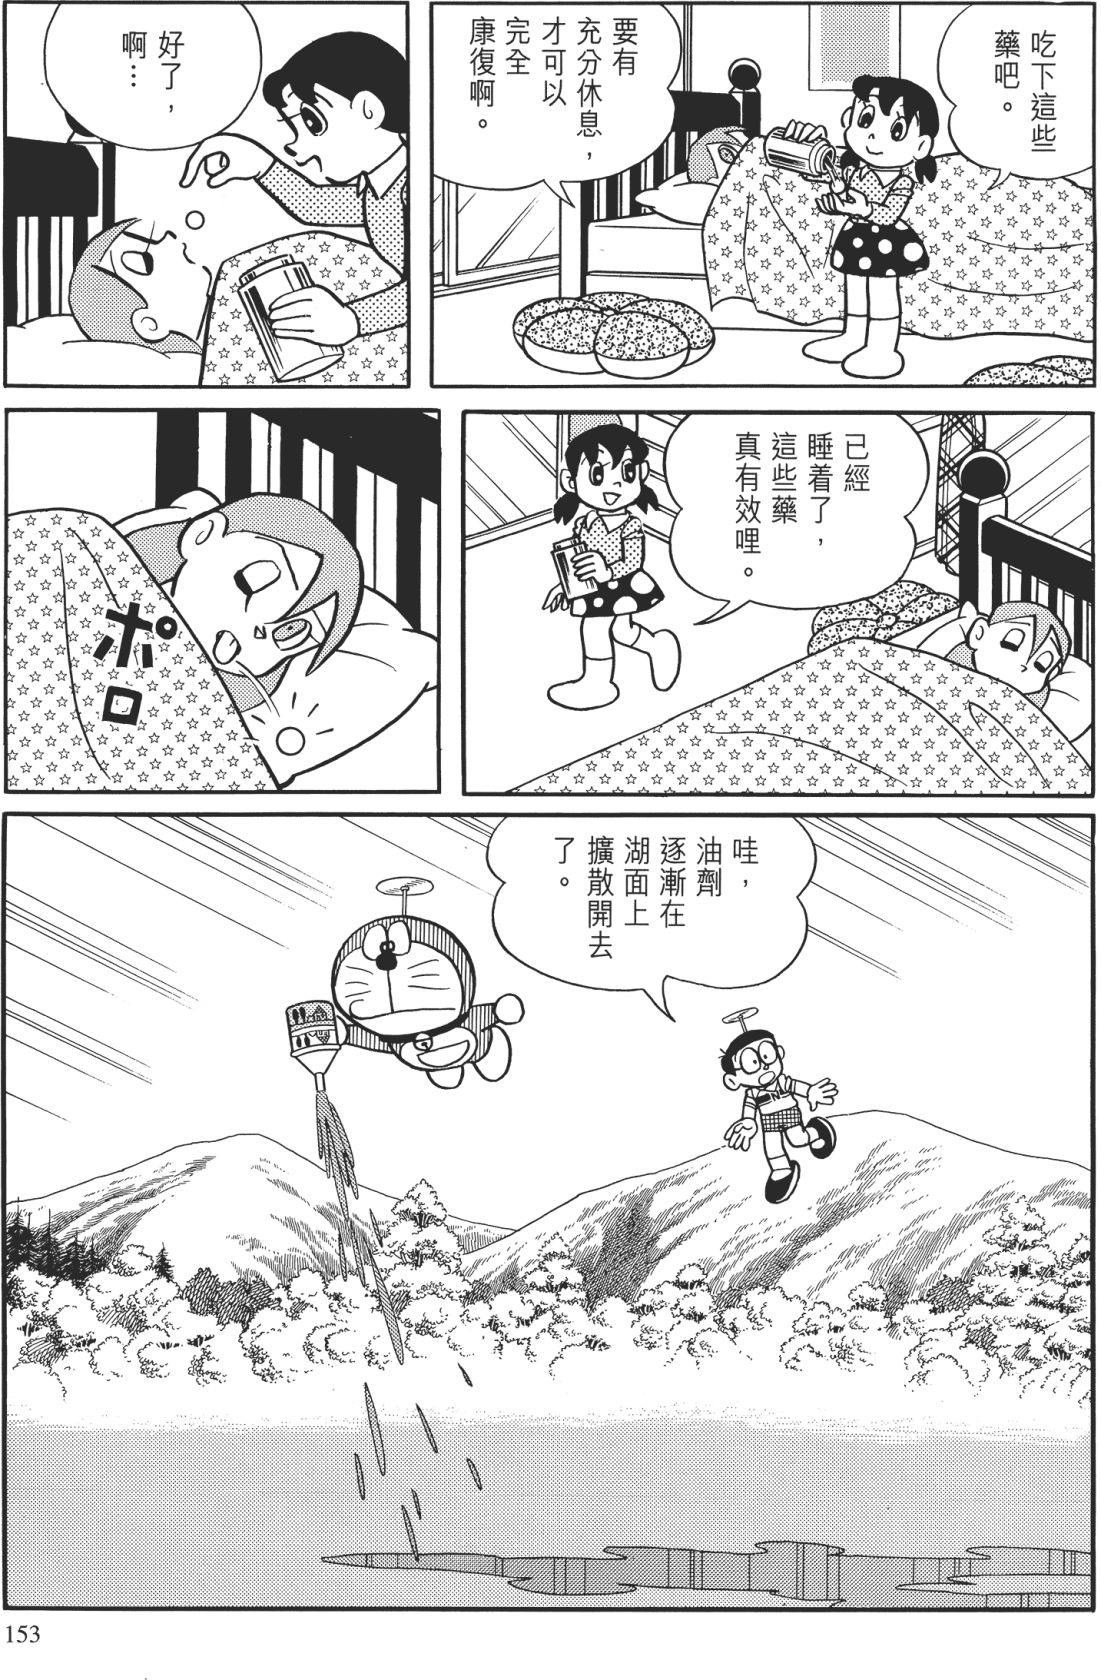 吃下這些
藥吧。
要有
充分休息，
才可以
完全
康復啊。
好了，
啊…
已經
睡着了，
這些藥
真有效哩。
ポロ
哇，
油劑
逐漸在
湖面上
擴散開去
了。
N
153